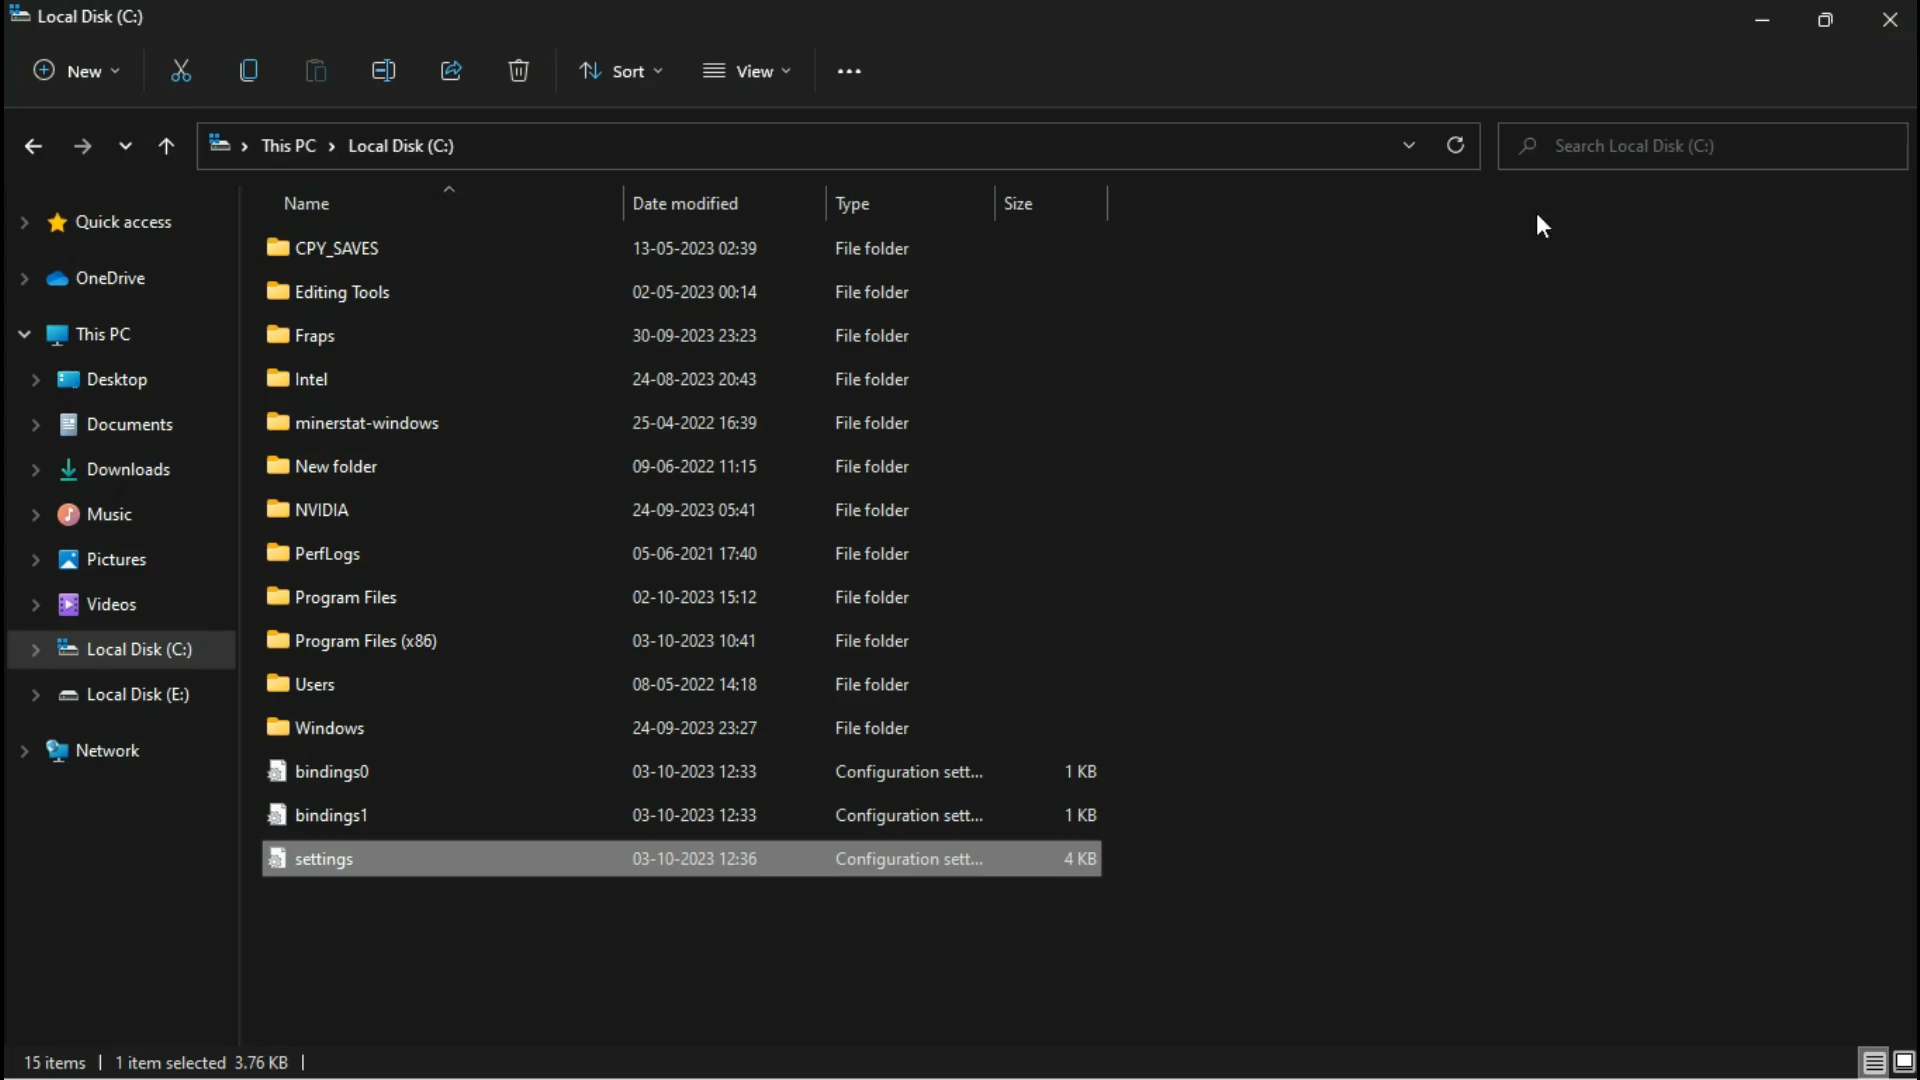 Local Disk (C:)
New
Sort
View
This PC > Local Disk (C:)
Search Local Disk (C:)
Name Date modified Type Size
Quick access
OneDrive
This PC
Desktop
Documents
Downloads
Music
Pictures
Videos
Local Disk (C:)
Local Disk (E:)
Network
CPY_SAVES 13-05-2023 02:39 File folder
Editing Tools 02-05-2023 00:14 File folder
Fraps 30-09-2023 23:23 File folder
Intel 24-08-2023 20:43 File folder
minerstat-windows 25-04-2022 16:39 File folder
New folder 09-06-2022 11:15 File folder
NVIDIA 24-09-2023 05:41 File folder
PerfLogs 05-06-2021 17:40 File folder
Program Files 02-10-2023 15:12 File folder
Program Files (x86) 03-10-2023 10:41 File folder
Users 08-05-2022 14:18 File folder
Windows 24-09-2023 23:27 File folder
bindings0 03-10-2023 12:33 Configuration sett... 1 KB
bindings1 03-10-2023 12:33 Configuration sett... 1 KB
settings 03-10-2023 12:36 Configuration sett... 4 KB
15 items | 1 item selected 3.76 KB |